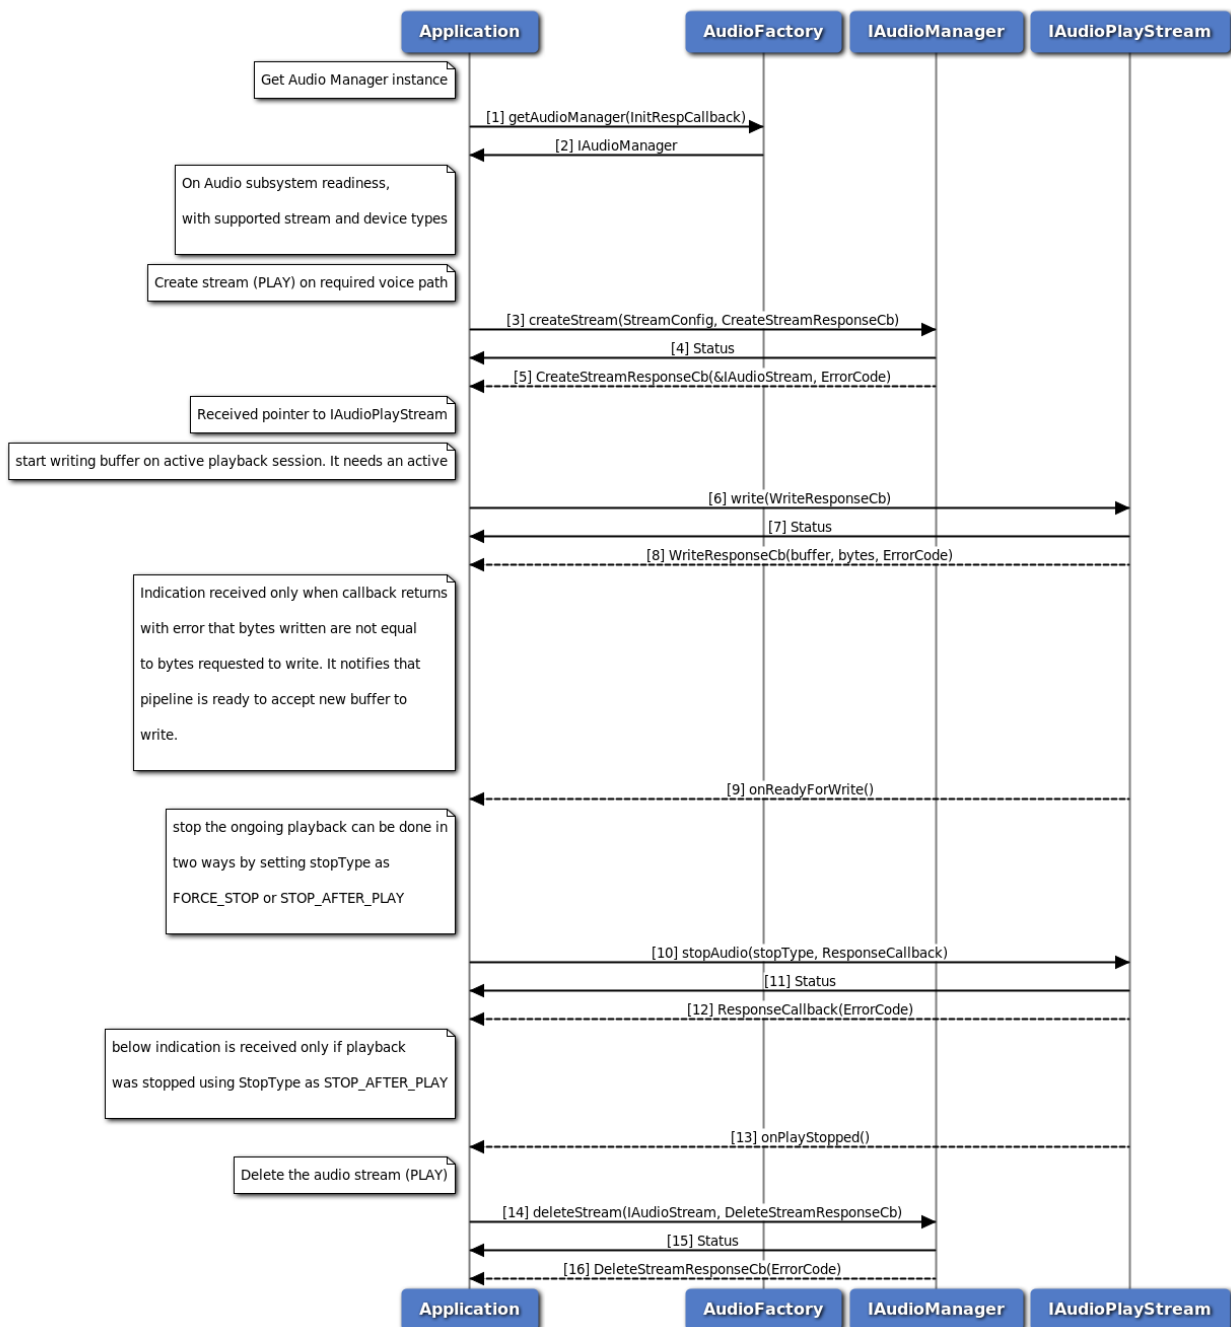 Application AudioFactory IAudioManager IAudioPlayStream
Get Audio Manager instance
[1] getAudioManager(InitRespCallback)
[2] IAudioManager
On Audio subsystem readiness,
with supported stream and device types
Create stream (PLAY) on required voice path
[3] createStream(StreamConfig, CreateStreamResponseCb)
[4] Status
[5] CreateStreamResponseCb(&IAudioStream, ErrorCode)
Received pointer to IAudioPlayStream
start writing buffer on active playback session. It needs an active
[6] write(WriteResponseCb)
[7] Status
[8] WriteResponseCb(buffer, bytes, ErrorCode)
Indication received only when callback returns
with error that bytes written are not equal
to bytes requested to write. It notifies that
pipeline is ready to accept new buffer to
write.
[9] onReadyForWrite()
stop the ongoing playback can be done in
two ways by setting stopType as
FORCE_STOP or STOP_AFTER_PLAY
[10] stopAudio(stopType, ResponseCallback)
[11] Status
[12] ResponseCallback(ErrorCode)
below indication is received only if playback
was stopped using StopType as STOP_AFTER_PLAY
[13] onPlayStopped()
Delete the audio stream (PLAY)
[14] deleteStream(IAudioStream, DeleteStreamResponseCb)
[15] Status
[16] DeleteStreamResponseCb(ErrorCode)
Application AudioFactory IAudioManager IAudioPlayStream